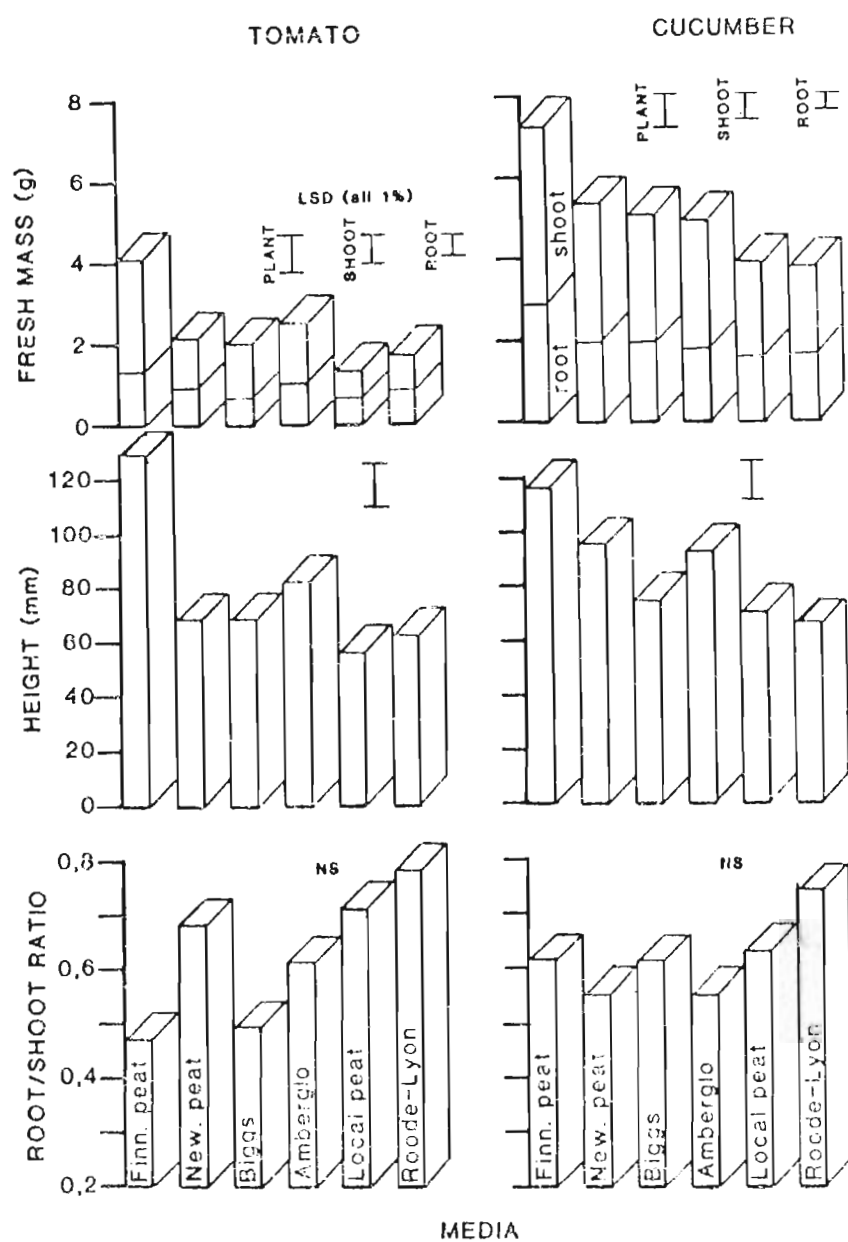 TOMATO
CUCUMBER
FRESH MASS (g)
8
6
4
2
0
LSD (all 1%)
PLANT
SHOOT
ROOT
PLANT
SHOOT
ROOT
shoot
root
HEIGHT (mm)
120
100
80
60
40
20
0
ROOT/SHOOT RATIO
0,8
0,6
0,4
0,2
NS
NS
Finn. peat
New. peat
Biggs
Amberglo
Local peat
Roode-Lyon
Finn. peat
New. peat
Biggs
Amberglo
Local peat
Roode-Lyon
MEDIA